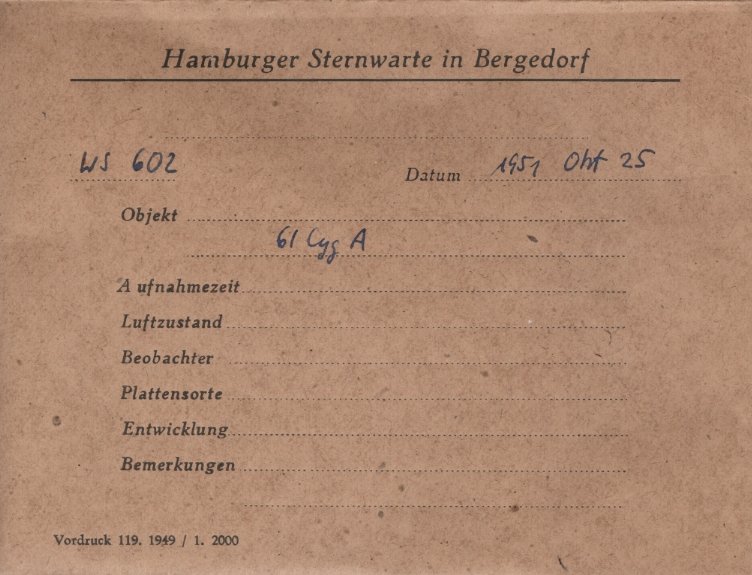 Hamburger Sternwarte in Bergedorf
WS 602 Datum 1951 Okt 25
Objekt
61 Cyg A
Aufnahmezeit
Luftzustand
Beobachter
Plattensorte
Entwicklung
Bemerkungen
Vordruck 119. 1949 / 1. 2000